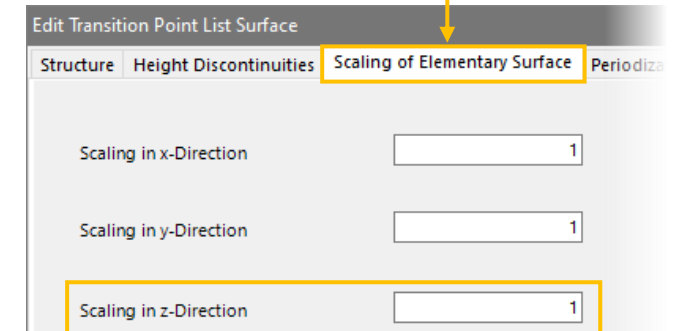 Edit Transition Point List Surface
Structure Height Discontinuities Scaling of Elementary Surface
Scaling in x-Direction 1
Scaling in y-Direction 1
Scaling in z-Direction 1